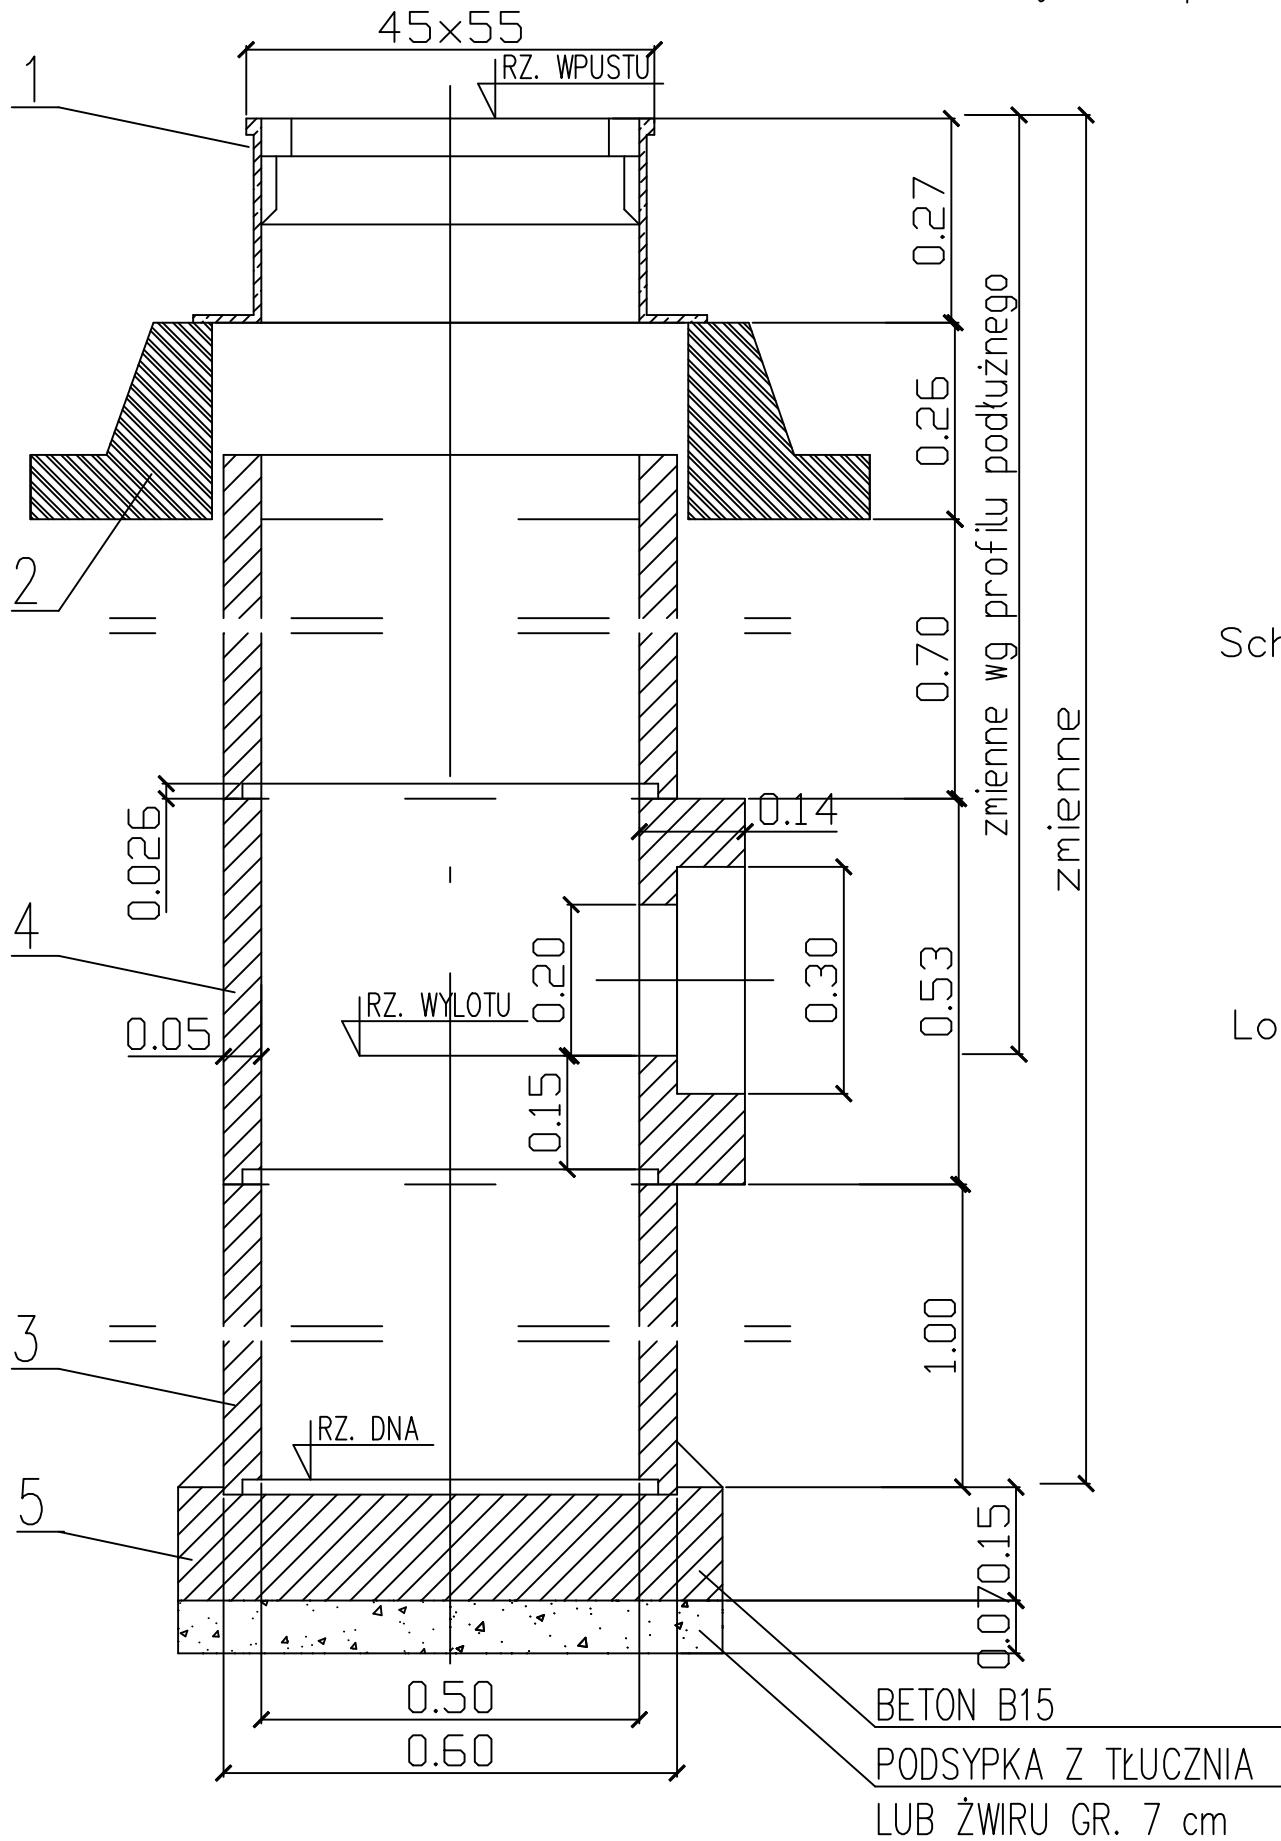 45x55
RZ. WPUSTU
1
0.27
0.26
zmienne wg profilu podłużnego
2
0.70
Sch
zmienne
0.14
0.026
4
0.20
0.30
0.53
RZ. WYLOTU
Lo
0.05
0.15
3
1.00
RZ. DNA
5
0.15
0.07
0.50
BETON B15
0.60
PODSYPKA Z TŁUCZNIA
LUB ŻWIRU GR. 7 cm